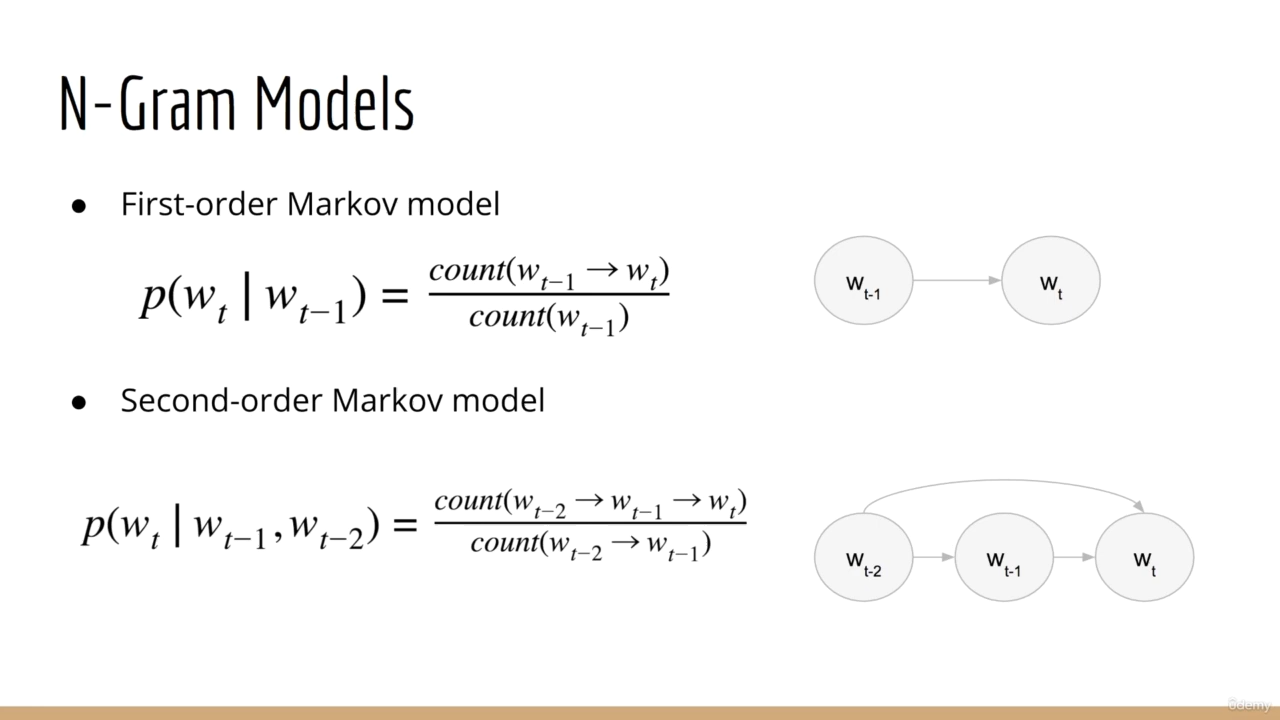 N-Gram Models
● First-order Markov model
p(w_t | w_{t−1}) = count(w_{t−1} → w_t) / count(w_{t−1})
w_{t-1}
w_t
● Second-order Markov model
p(w_t | w_{t−1}, w_{t−2}) = count(w_{t−2} → w_{t−1} → w_t) / count(w_{t−2} → w_{t−1})
w_{t-2}
w_{t-1}
w_t
ûdemy